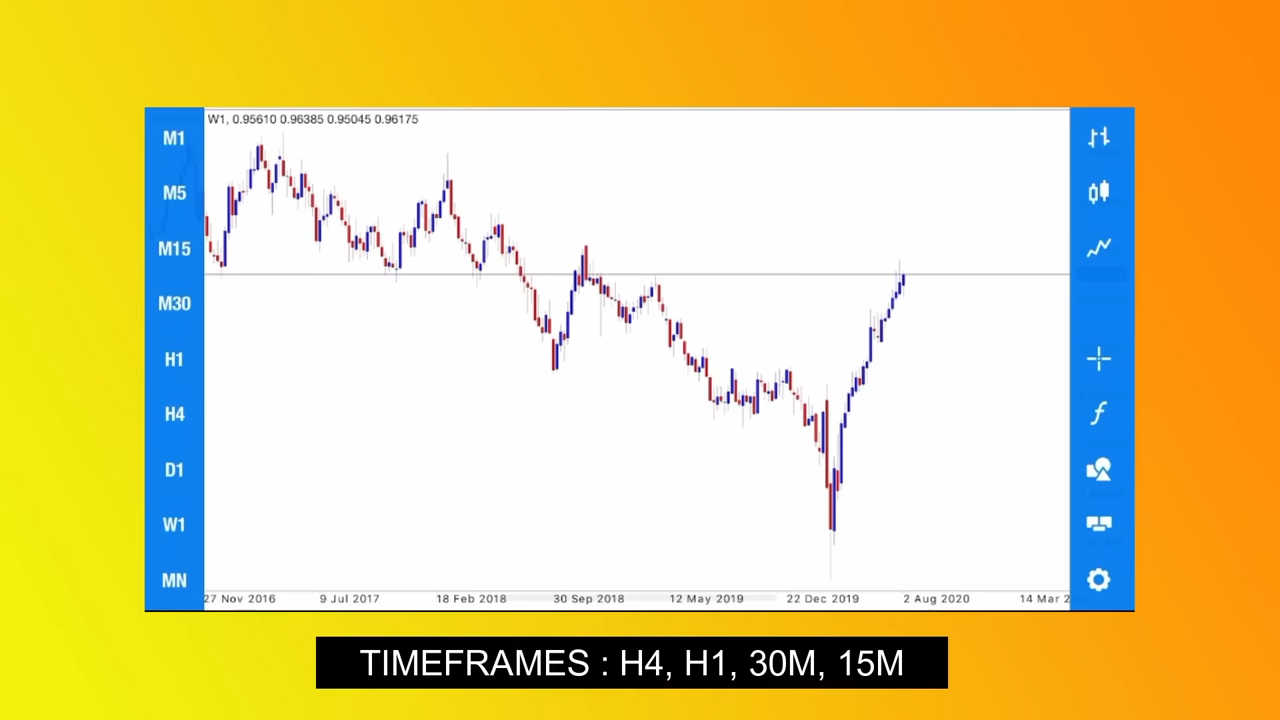 W1, 0.95610 0.96385 0.95045 0.96175
M1
M5
M15
M30
H1
H4
D1
W1
MN
27 Nov 2016 9 Jul 2017 18 Feb 2018 30 Sep 2018 12 May 2019 22 Dec 2019 2 Aug 2020 14 Mar 2
TIMEFRAMES : H4, H1, 30M, 15M